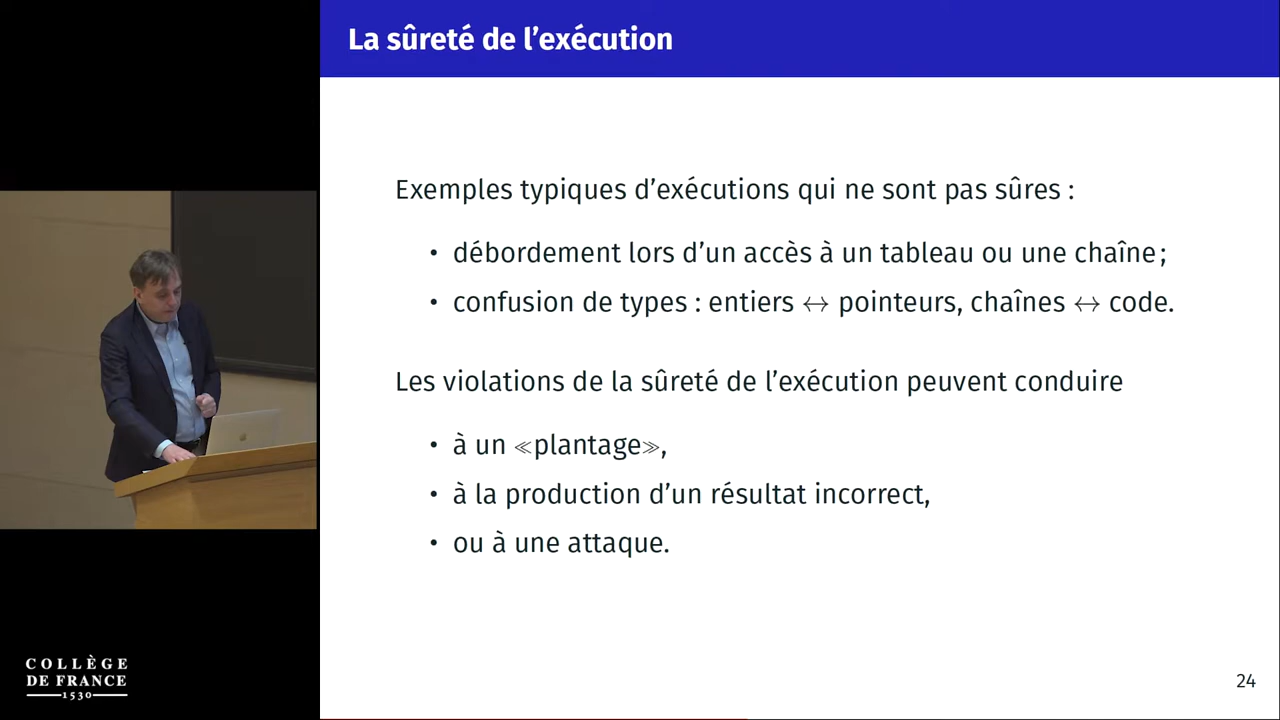 La sûreté de l’exécution
Exemples typiques d’exécutions qui ne sont pas sûres :
• débordement lors d’un accès à un tableau ou une chaîne ;
• confusion de types : entiers ↔ pointeurs, chaînes ↔ code.
Les violations de la sûreté de l’exécution peuvent conduire
• à un ≪plantage≫,
• à la production d’un résultat incorrect,
• ou à une attaque.
COLLÈGE
DE FRANCE
1530
24